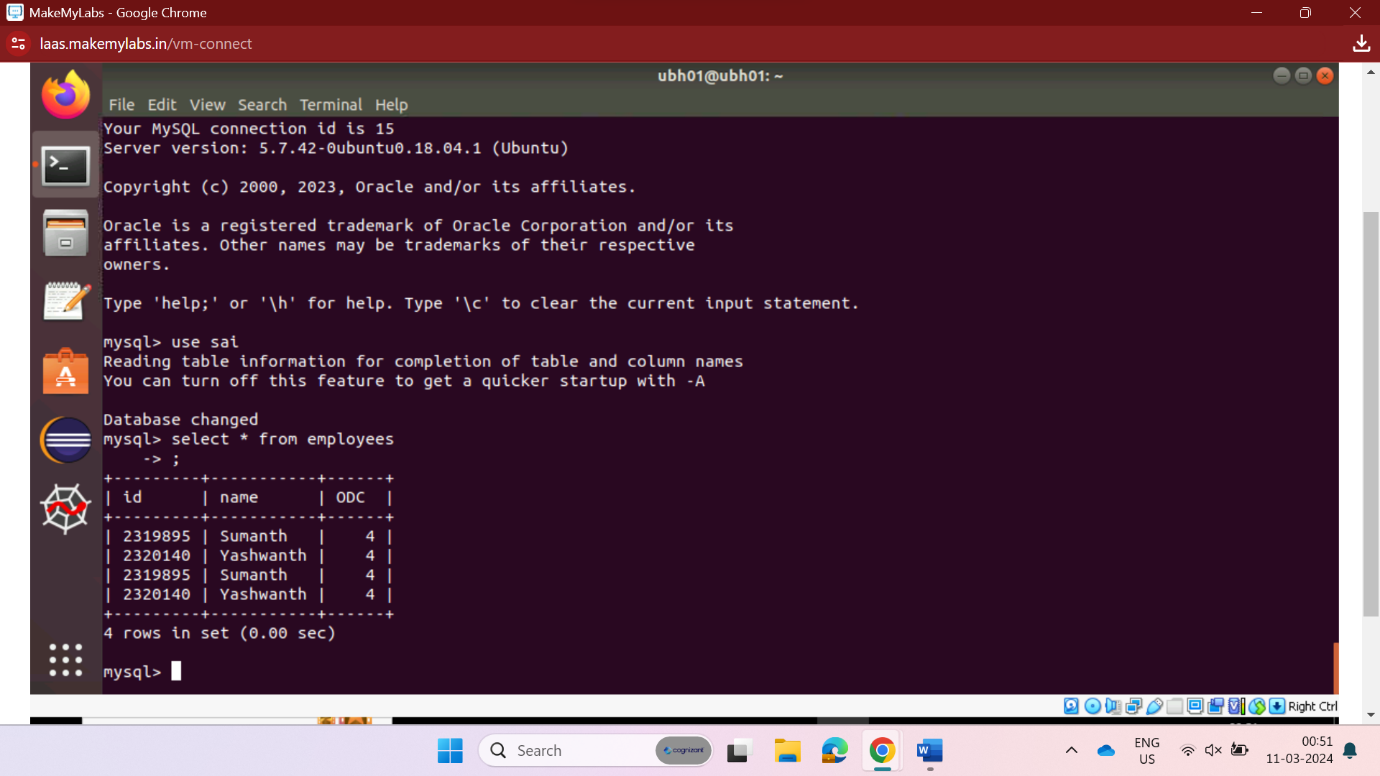 MakeMyLabs - Google Chrome
laas.makemylabs.in/vm-connect
ubh01@ubh01: ~
File Edit View Search Terminal Help
Your MySQL connection id is 15
Server version: 5.7.42-0ubuntu0.18.04.1 (Ubuntu)
Copyright (c) 2000, 2023, Oracle and/or its affiliates.
Oracle is a registered trademark of Oracle Corporation and/or its
affiliates. Other names may be trademarks of their respective
owners.
Type 'help;' or '\h' for help. Type '\c' to clear the current input statement.
mysql> use sai
Reading table information for completion of table and column names
You can turn off this feature to get a quicker startup with -A
Database changed
mysql> select * from employees
    -> ;
+---------+-----------+------+
| id      | name      | ODC  |
+---------+-----------+------+
| 2319895 | Sumanth   |    4 |
| 2320140 | Yashwanth |    4 |
| 2319895 | Sumanth   |    4 |
| 2320140 | Yashwanth |    4 |
+---------+-----------+------+
4 rows in set (0.00 sec)
mysql>
Right Ctrl
Search
cognizant
ENG
US
00:51
11-03-2024